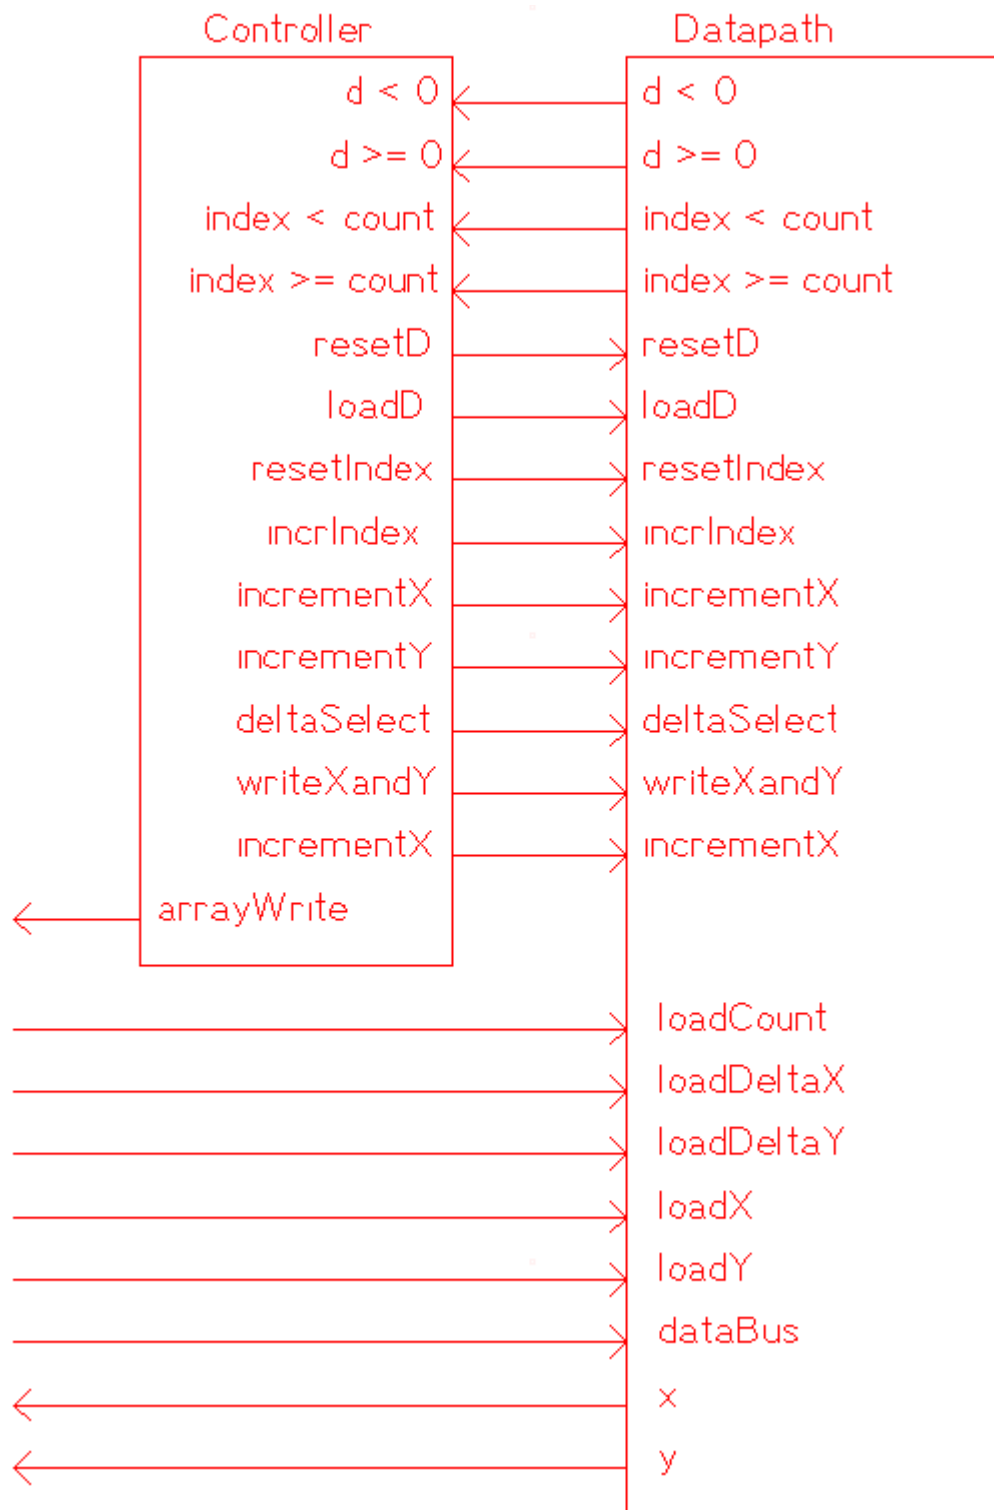 Controller Datapath
d < 0 d < 0
d >= 0 d >= 0
index < count index < count
index >= count index >= count
resetD resetD
loadD loadD
resetIndex resetIndex
incrIndex incrIndex
incrementX incrementX
incrementY incrementY
deltaSelect deltaSelect
writeXandY writeXandY
incrementX incrementX
arrayWrite
loadCount
loadDeltaX
loadDeltaY
loadX
loadY
dataBus
x
y